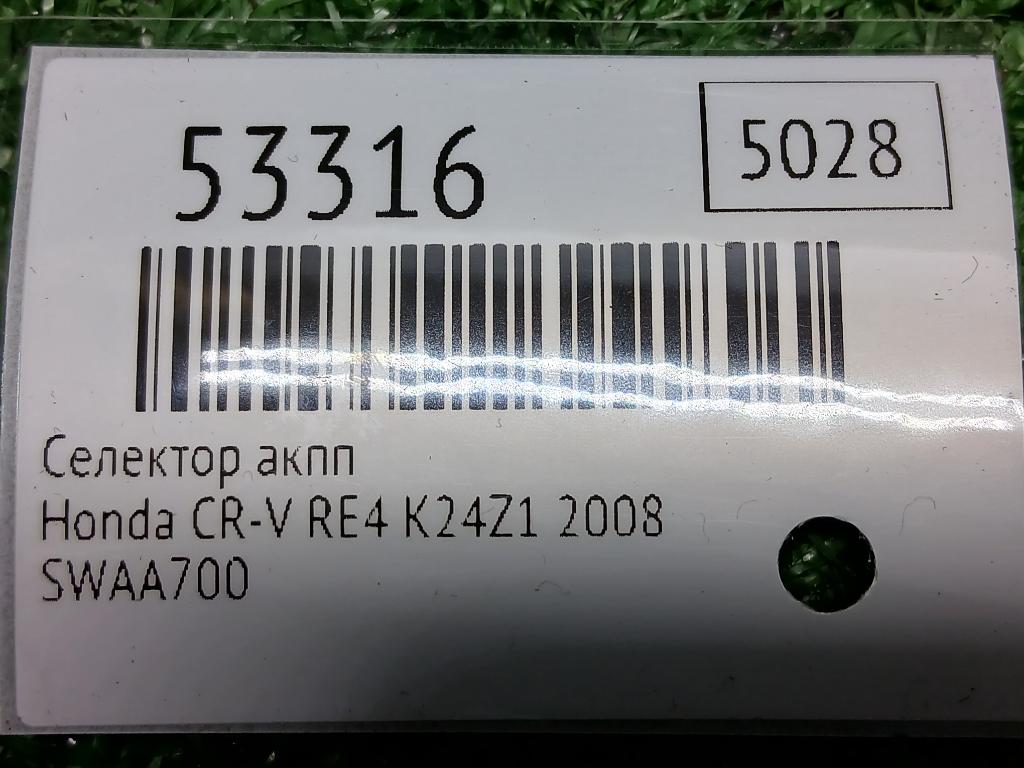 53316
5028
Селектор акпп
Honda CR-V RE4 K24Z1 2008
SWAA700